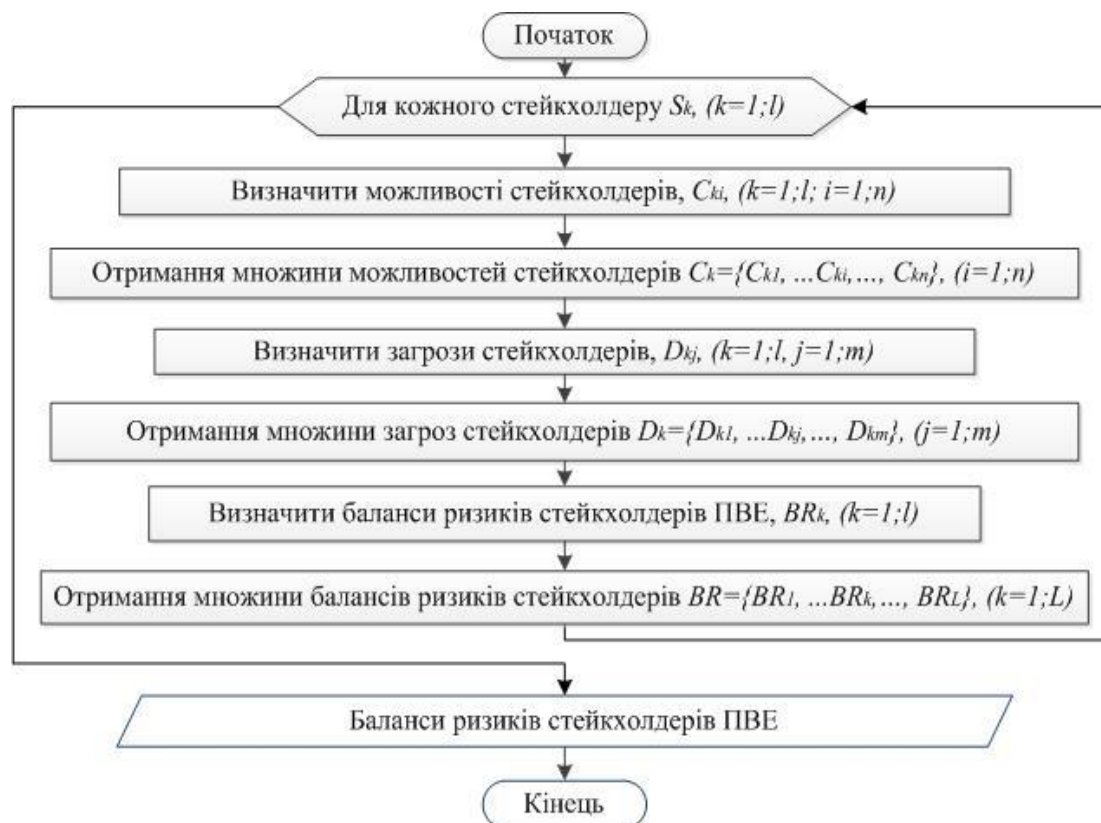 Початок
Для кожного стейкхолдеру Sk, (k=1;l)
Визначити можливості стейкхолдерів, Cki, (k=1;l; i=1;n)
Отримання множини можливостей стейкхолдерів Ck={Ck1, ...Cki,..., Ckn}, (i=1;n)
Визначити загрози стейкхолдерів, Dkj, (k=1;l, j=1;m)
Отримання множини загроз стейкхолдерів Dk={Dk1, ...Dkj,..., Dkm}, (j=1;m)
Визначити баланси ризиків стейкхолдерів ПВЕ, BRk, (k=1;l)
Отримання множини балансів ризиків стейкхолдерів BR={BR1, ...BRk,..., BRL}, (k=1;L)
Баланси ризиків стейкхолдерів ПВЕ
Кінець